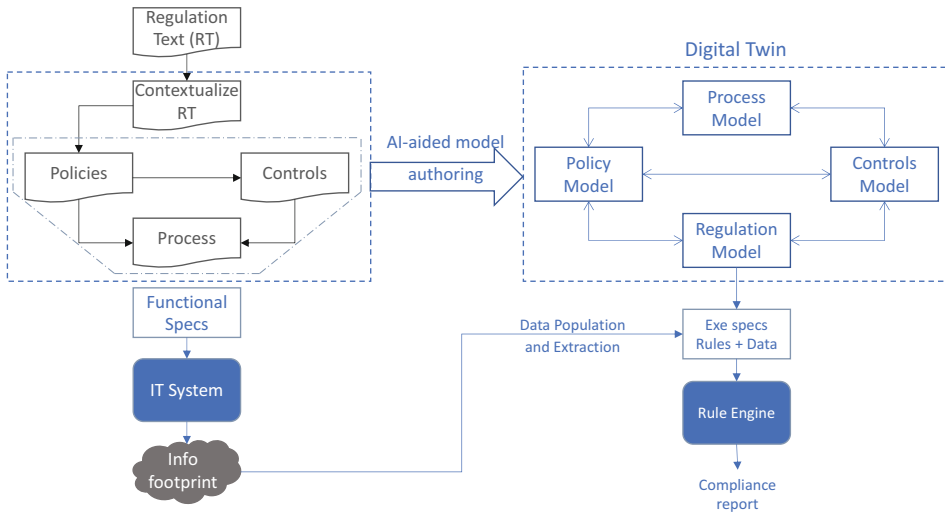 Regulation
Text (RT)
Contextualize
RT
Policies
Controls
Process
Functional
Specs
IT System
Info
footprint
AI-aided model
authoring
Digital Twin
Process
Model
Policy
Model
Controls
Model
Regulation
Model
Data Population
and Extraction
Exe specs
Rules + Data
Rule Engine
Compliance
report